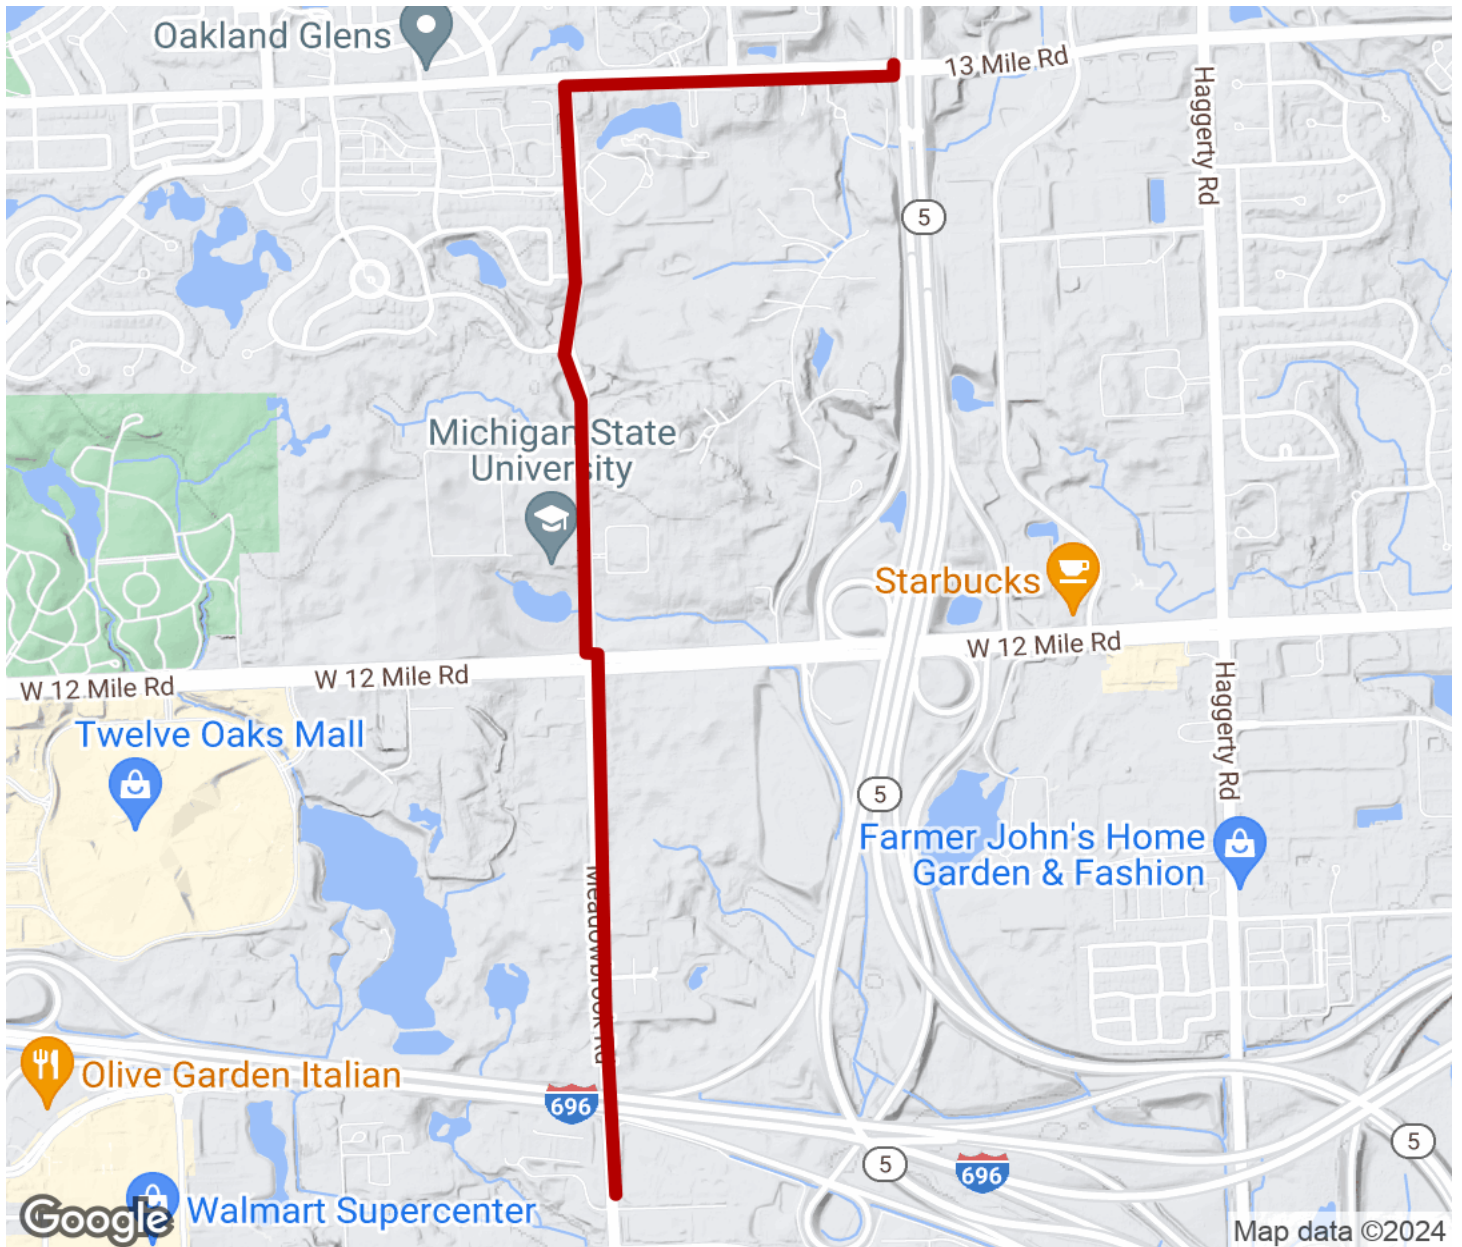 Oakland Glens
13 Mile Rd
Haggerty Rd
5
Michigan State
University
Starbucks
W 12 Mile Rd
W 12 Mile Rd
W 12 Mile Rd
Haggerty Rd
Twelve Oaks Mall
5
Farmer John's Home
Garden & Fashion
Meadowbrook Rd
Olive Garden Italian
696
5
5
696
Walmart Supercenter
Google
Map data ©2024